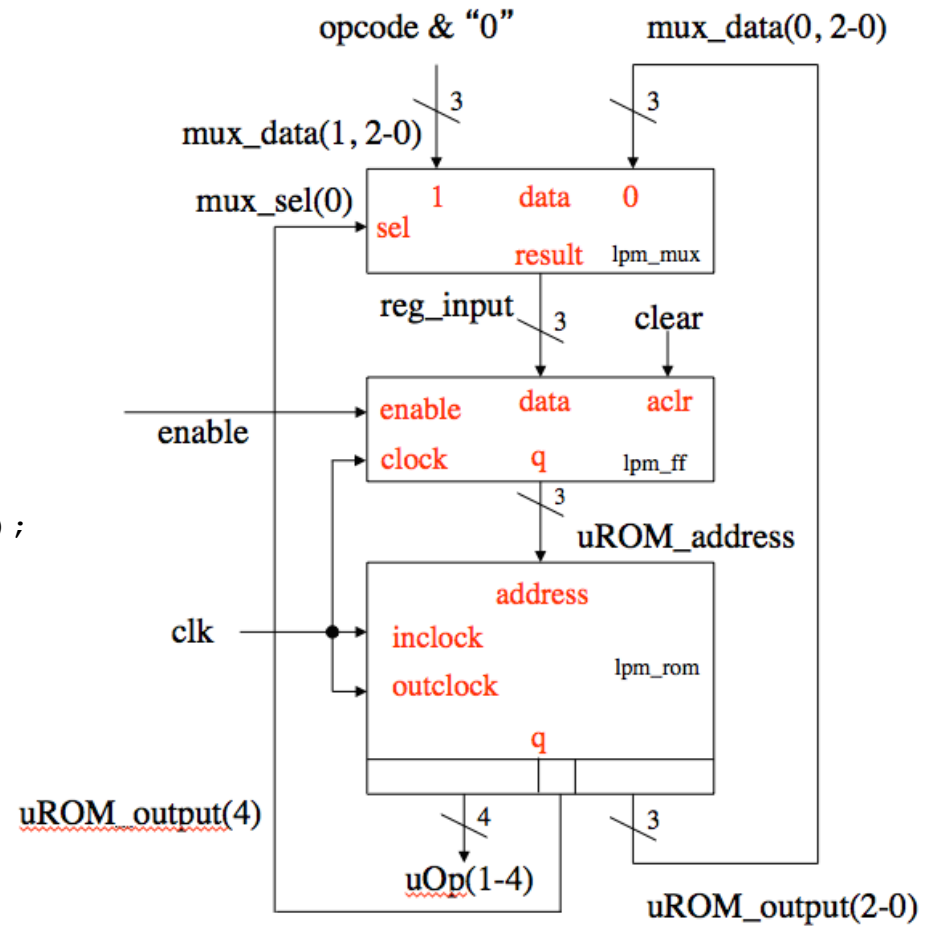 opcode & “0”
mux_data(0, 2-0)
3
3
mux_data(1, 2-0)
mux_sel(0)
1
data
0
sel
result
lpm_mux
reg_input
3
clear
enable
data
aclr
enable
clock
q
lpm_ff
3
) ;
uROM_address
address
clk
inclock
lpm_rom
outclock
q
uROM_output(4)
4
3
uOp(1-4)
uROM_output(2-0)